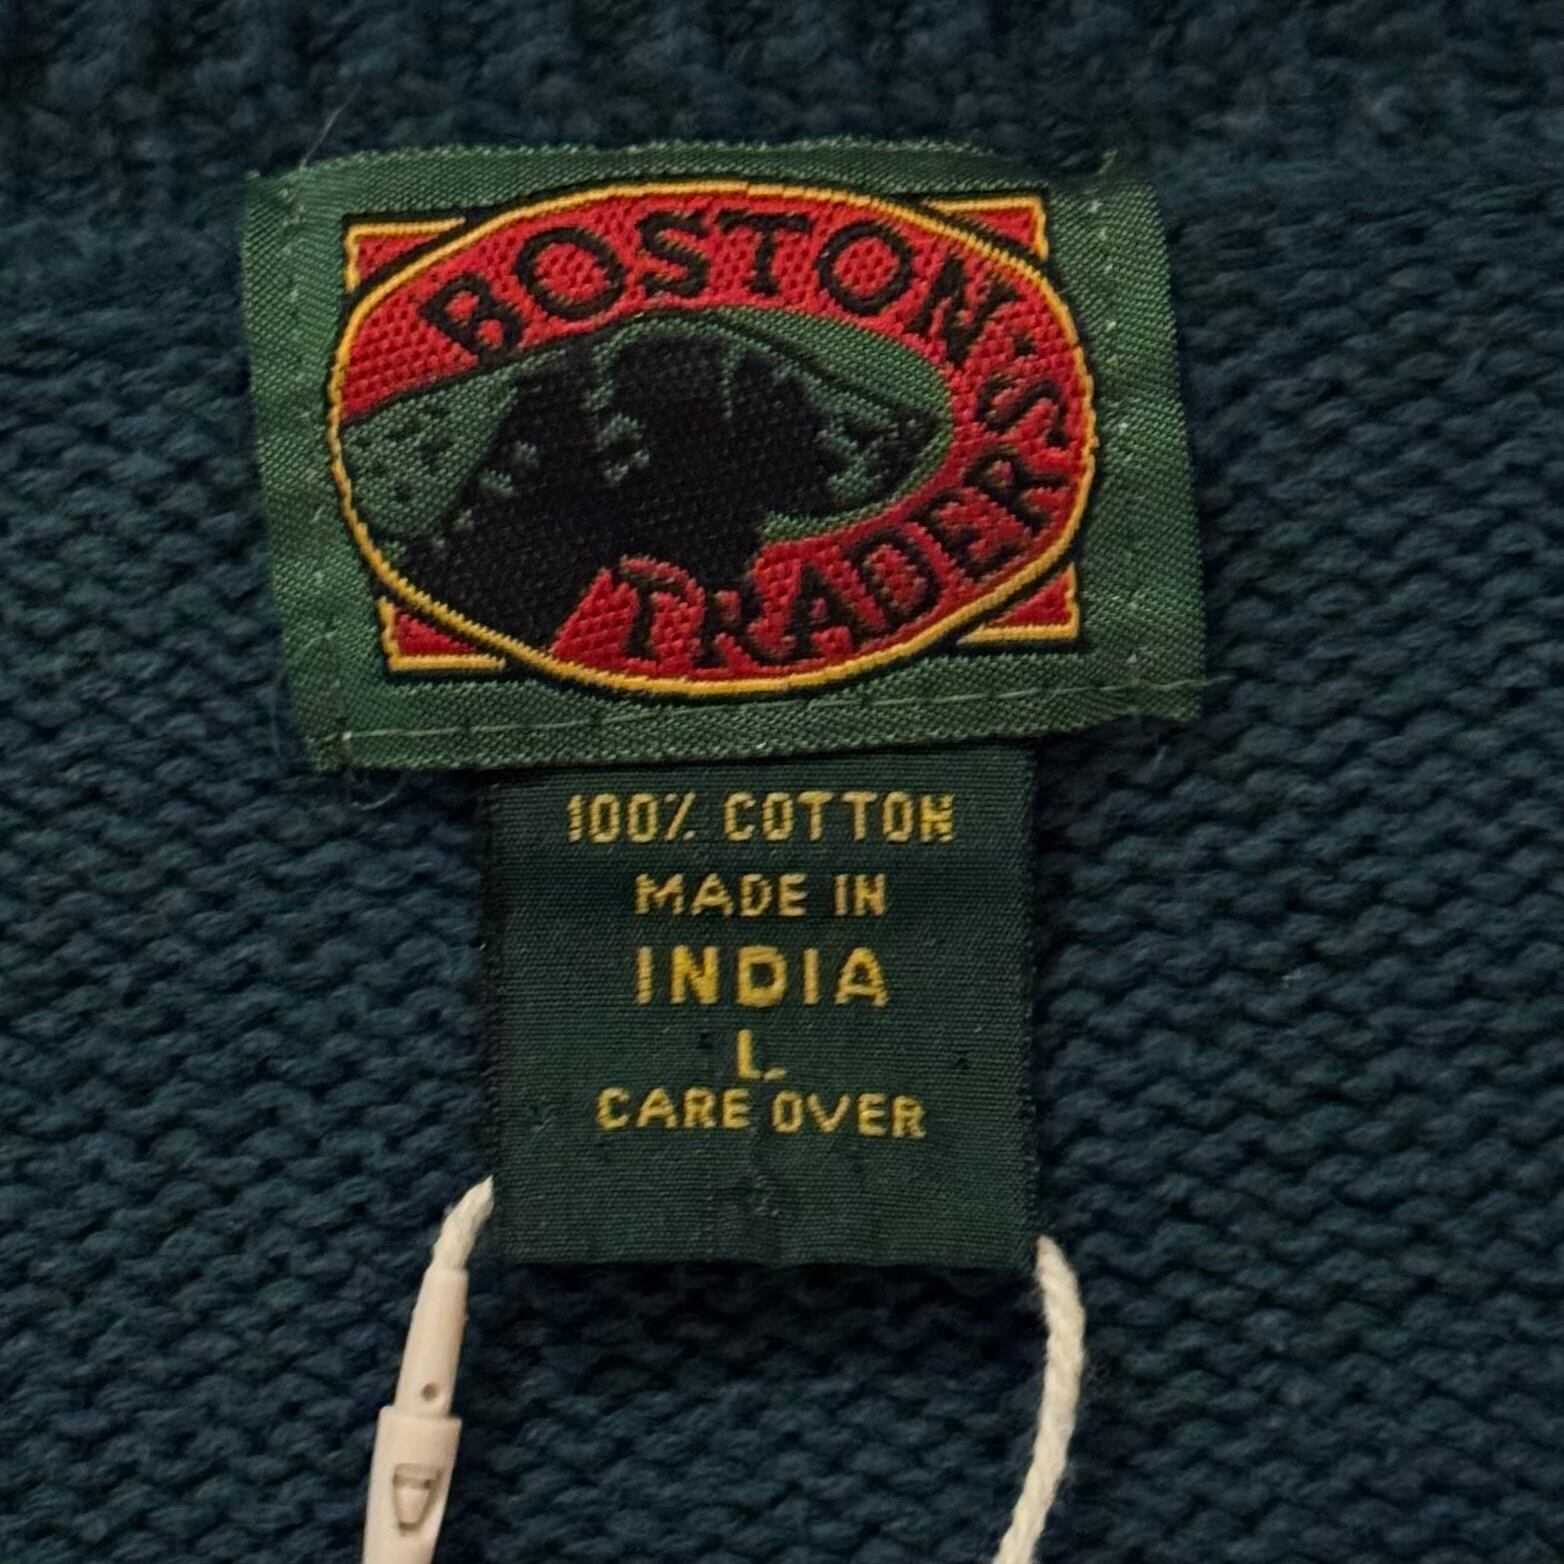 BOSTON'S
TRADERS
100% COTTON
MADE IN
INDIA
L.
CARE OVER